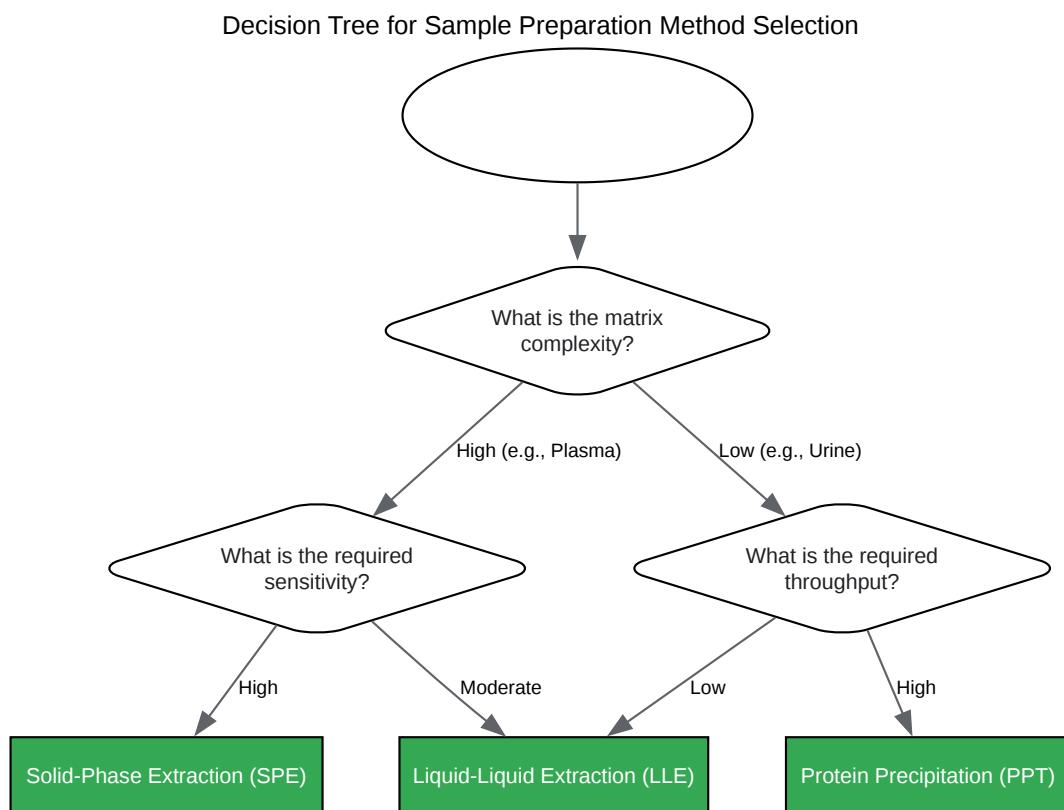 Decision Tree for Sample Preparation Method Selection
What is the matrix
complexity?
High (e.g., Plasma)
Low (e.g., Urine)
What is the required
sensitivity?
What is the required
throughput?
High
Moderate
Low
High
Solid-Phase Extraction (SPE)
Liquid-Liquid Extraction (LLE)
Protein Precipitation (PPT)